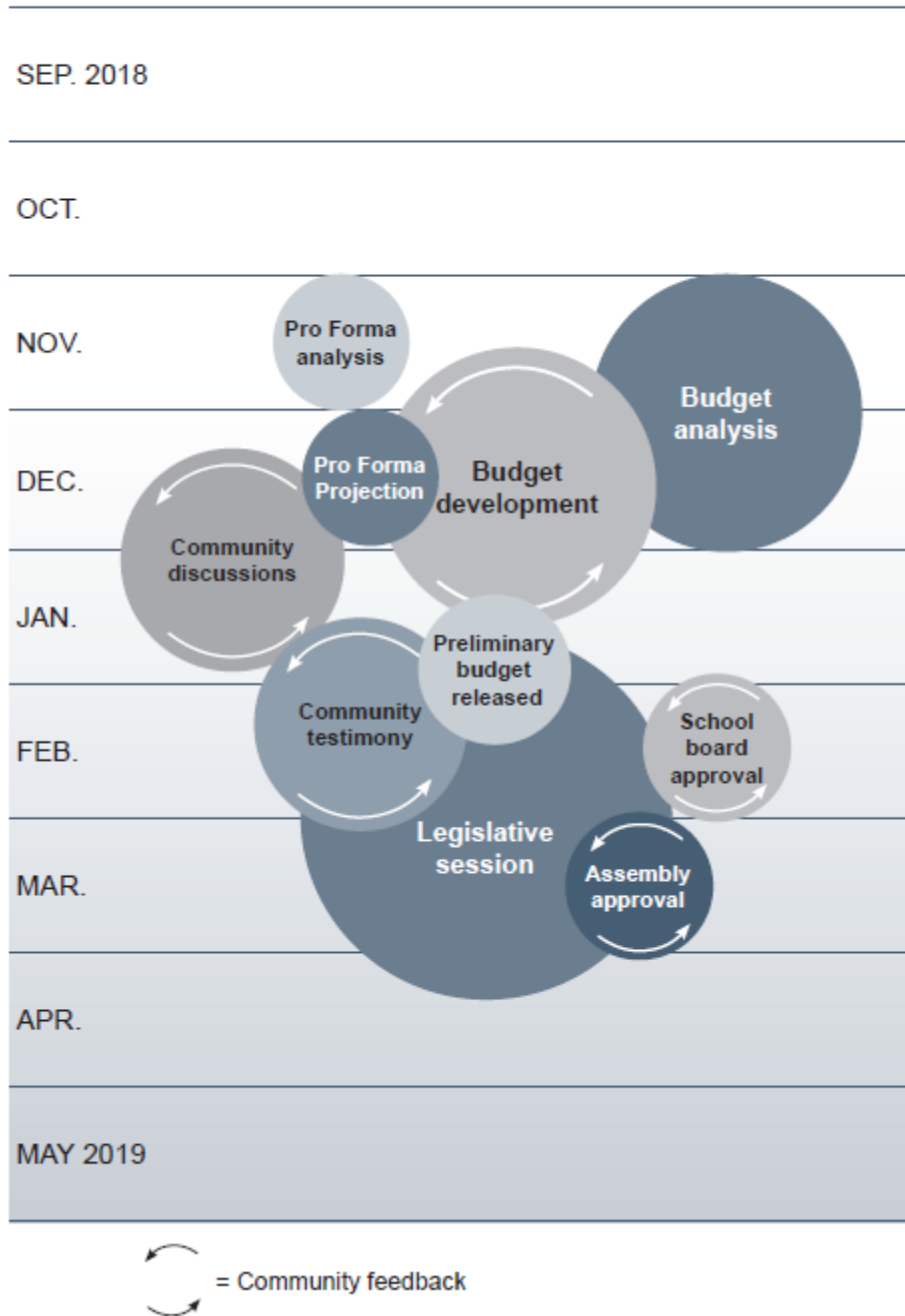 SEP. 2018
OCT.
NOV.
Pro Forma
analysis
Budget
analysis
DEC.
Pro Forma
Projection
Budget
development
Community
discussions
JAN.
Preliminary
budget
released
FEB.
Community
testimony
School
board
approval
Legislative
session
MAR.
Assembly
approval
APR.
MAY 2019
= Community feedback